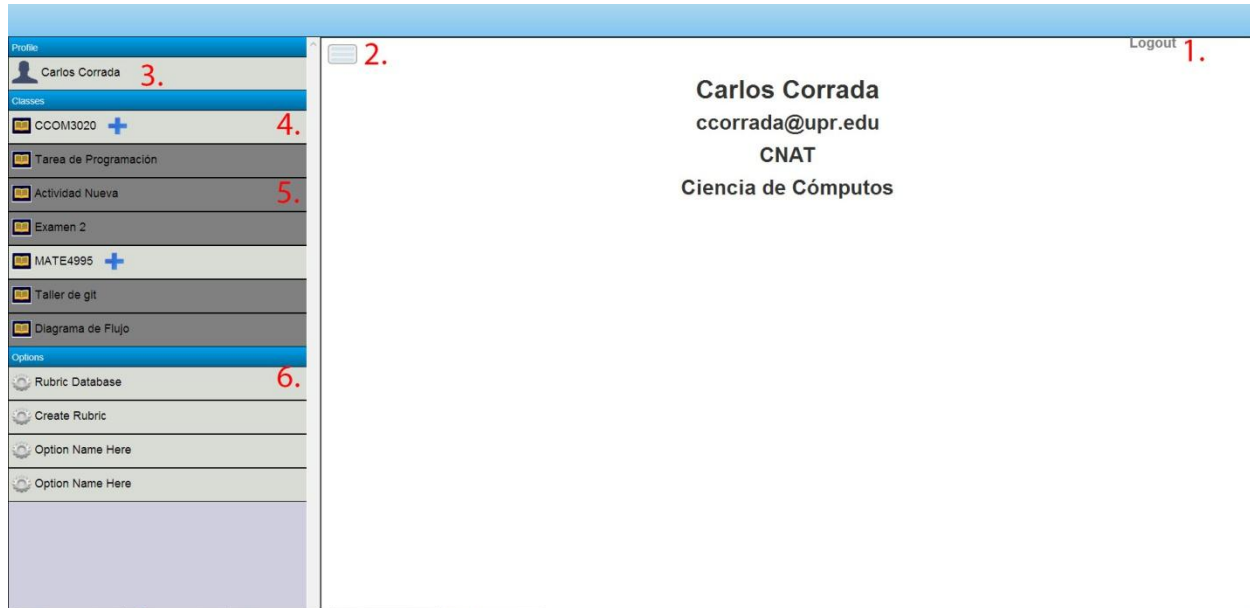 Profile
Carlos Corrada 3.
Classes
CCOM3020 4.
Tarea de Programación
Actividad Nueva 5.
Examen 2
MATE4995
Taller de git
Diagrama de Flujo
Options
Rubric Database 6.
Create Rubric
Option Name Here
Option Name Here
2.
Logout 1.
Carlos Corrada
ccorrada@upr.edu
CNAT
Ciencia de Cómputos